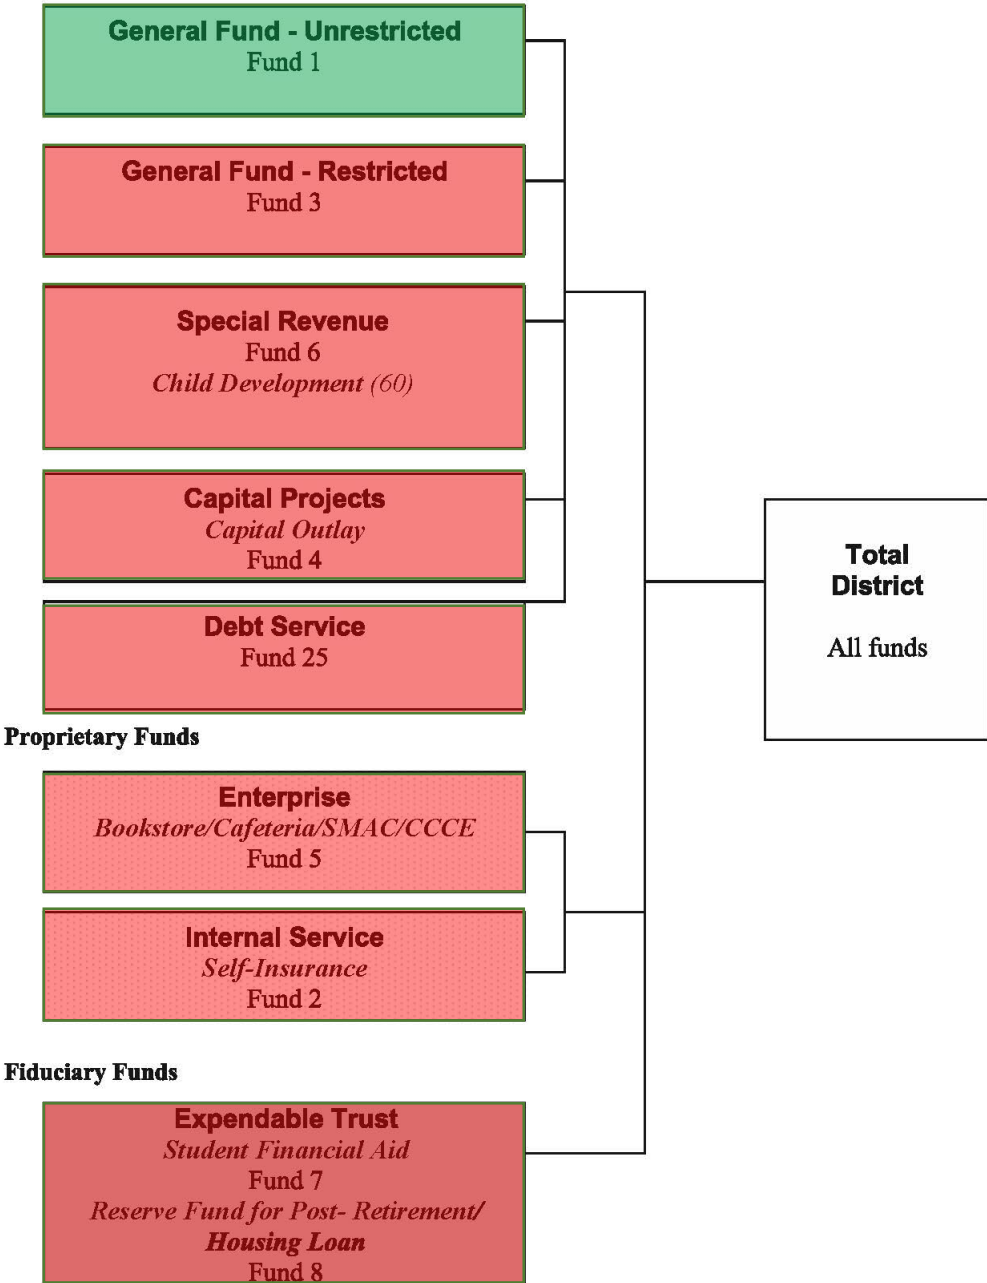 General Fund - Unrestricted
Fund 1
General Fund - Restricted
Fund 3
Special Revenue
Fund 6
Child Development (60)
Capital Projects
Capital Outlay
Fund 4
Debt Service
Fund 25
Proprietary Funds
Enterprise
Bookstore/Cafeteria/SMAC/CCCE
Fund 5
Internal Service
Self-Insurance
Fund 2
Fiduciary Funds
Expendable Trust
Student Financial Aid
Fund 7
Reserve Fund for Post- Retirement/
Housing Loan
Fund 8
Total
District
All funds